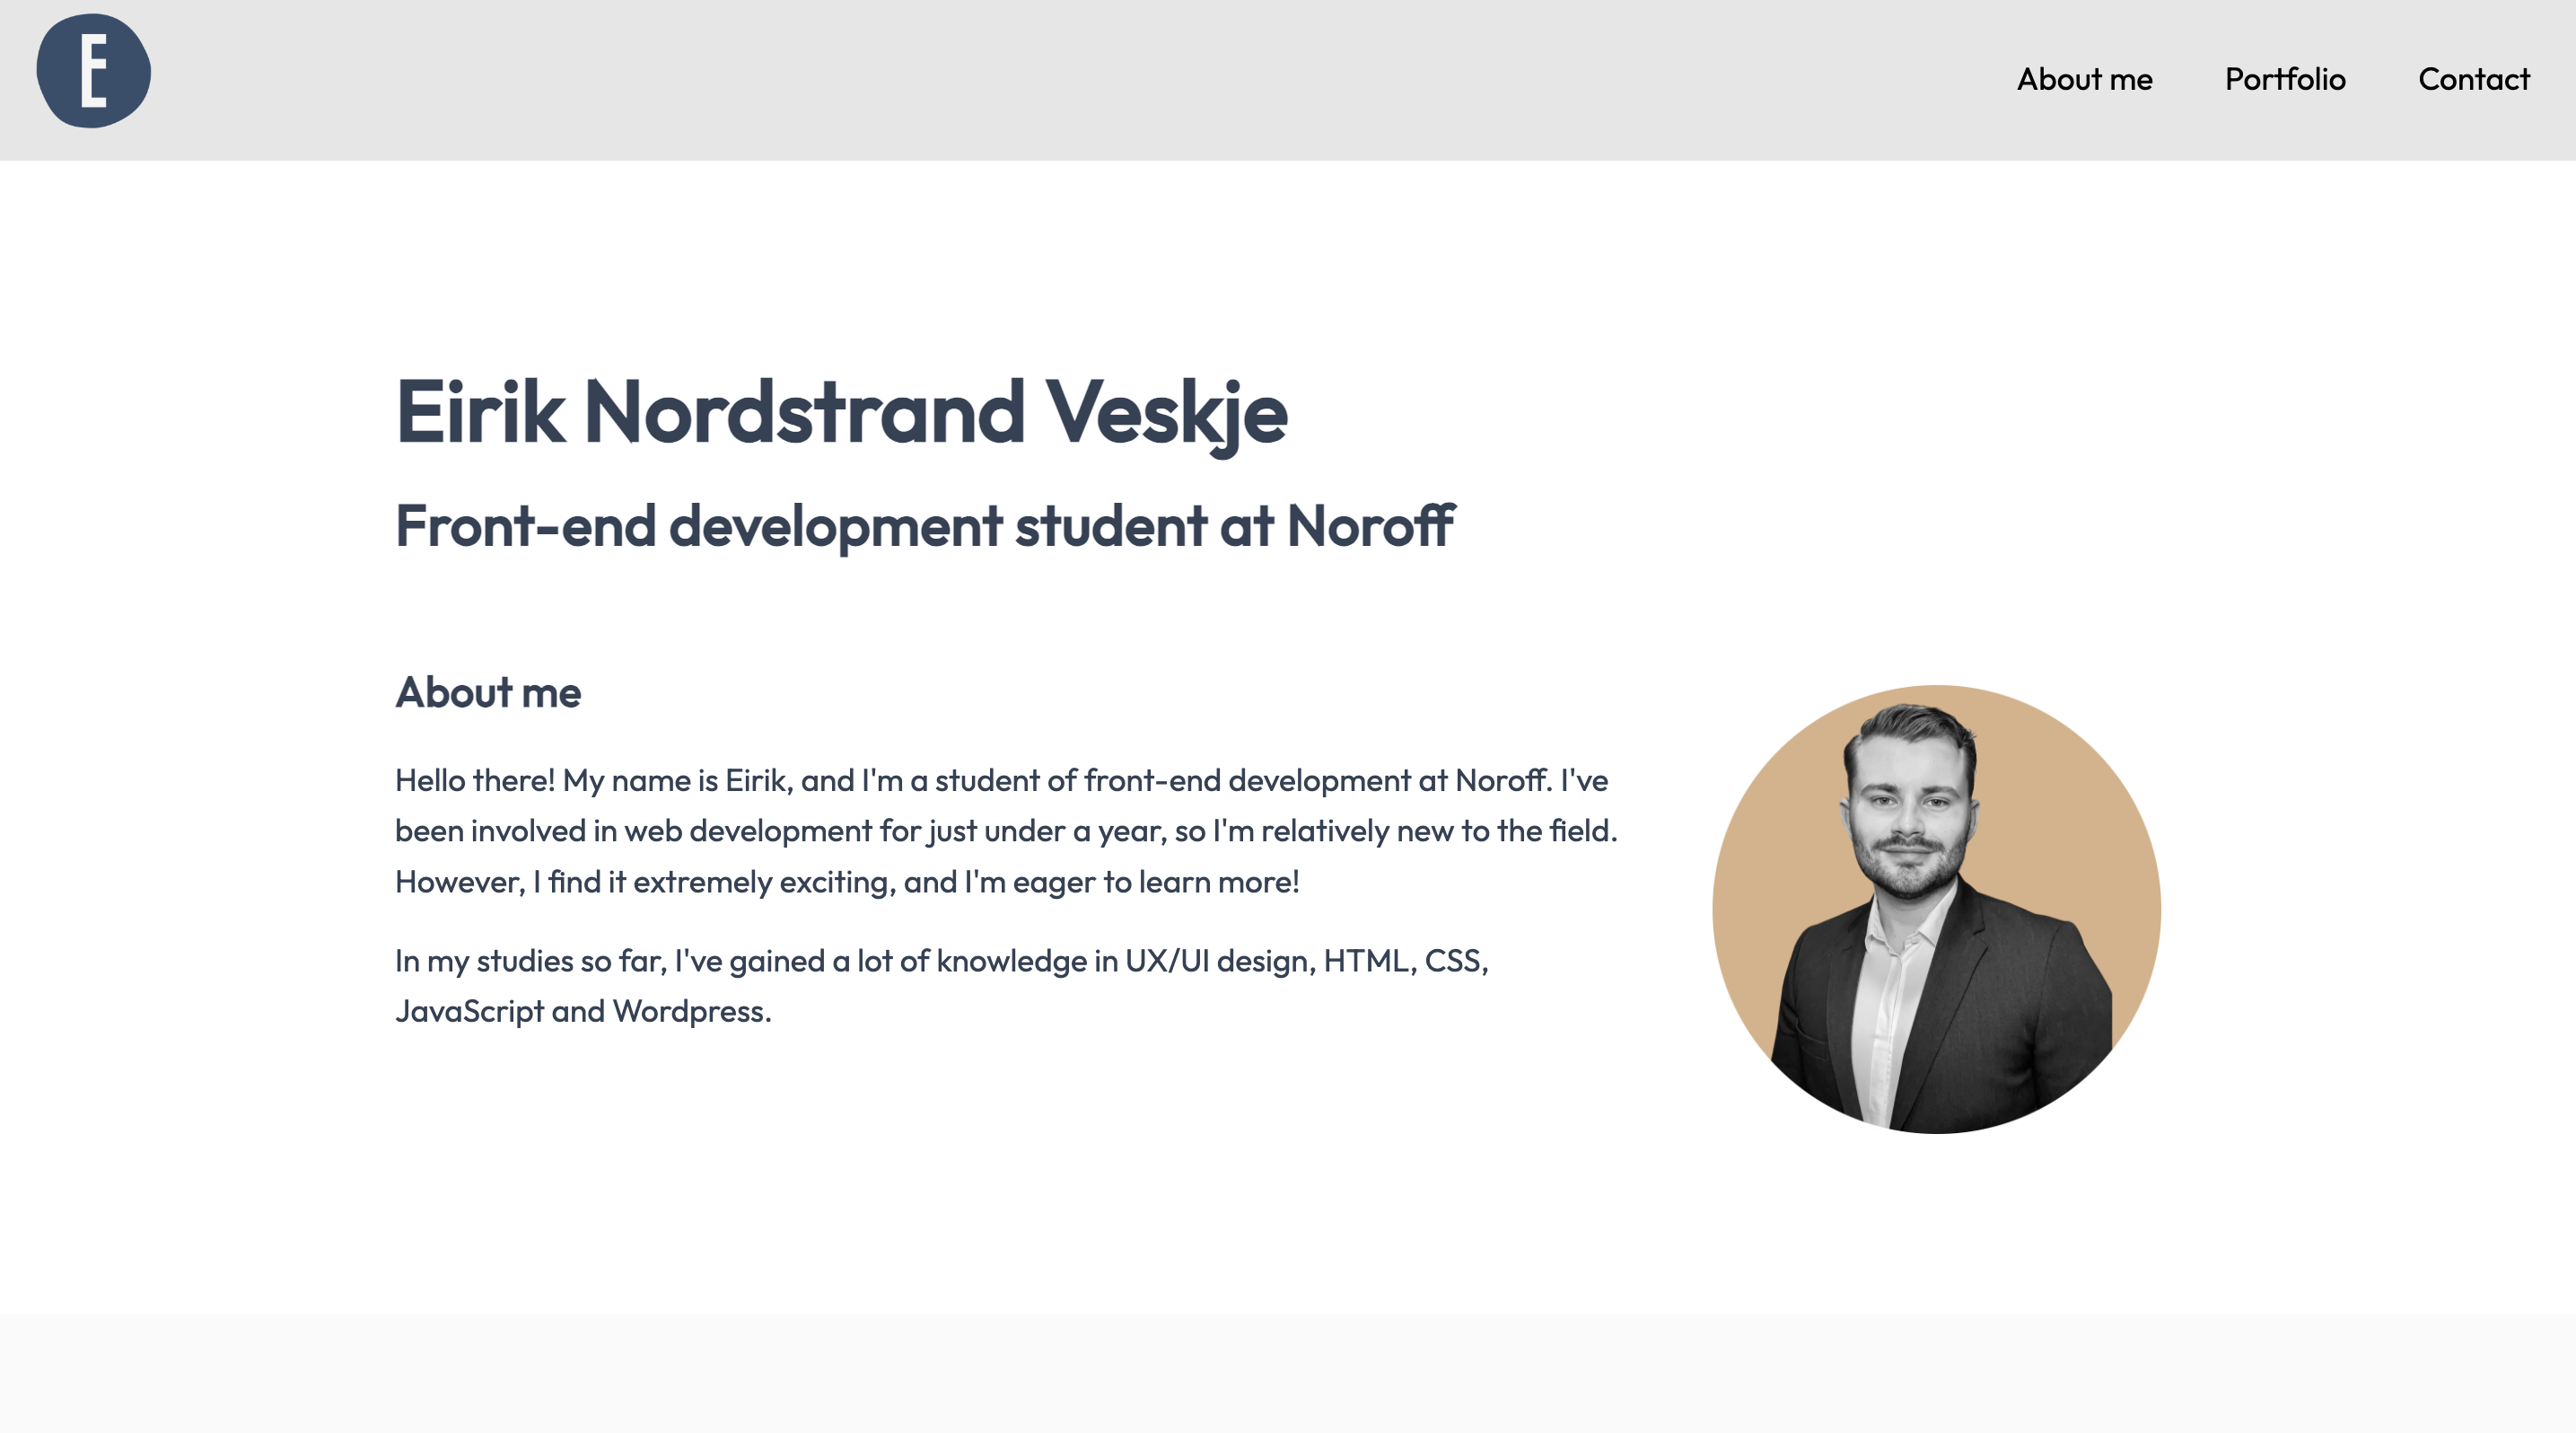 E
About me
Portfolio
Contact
Eirik Nordstrand Veskje
Front-end development student at Noroff
About me
Hello there! My name is Eirik, and I'm a student of front-end development at Noroff. I've
been involved in web development for just under a year, so I'm relatively new to the field.
However, I find it extremely exciting, and I'm eager to learn more!
In my studies so far, I've gained a lot of knowledge in UX/UI design, HTML, CSS,
JavaScript and Wordpress.